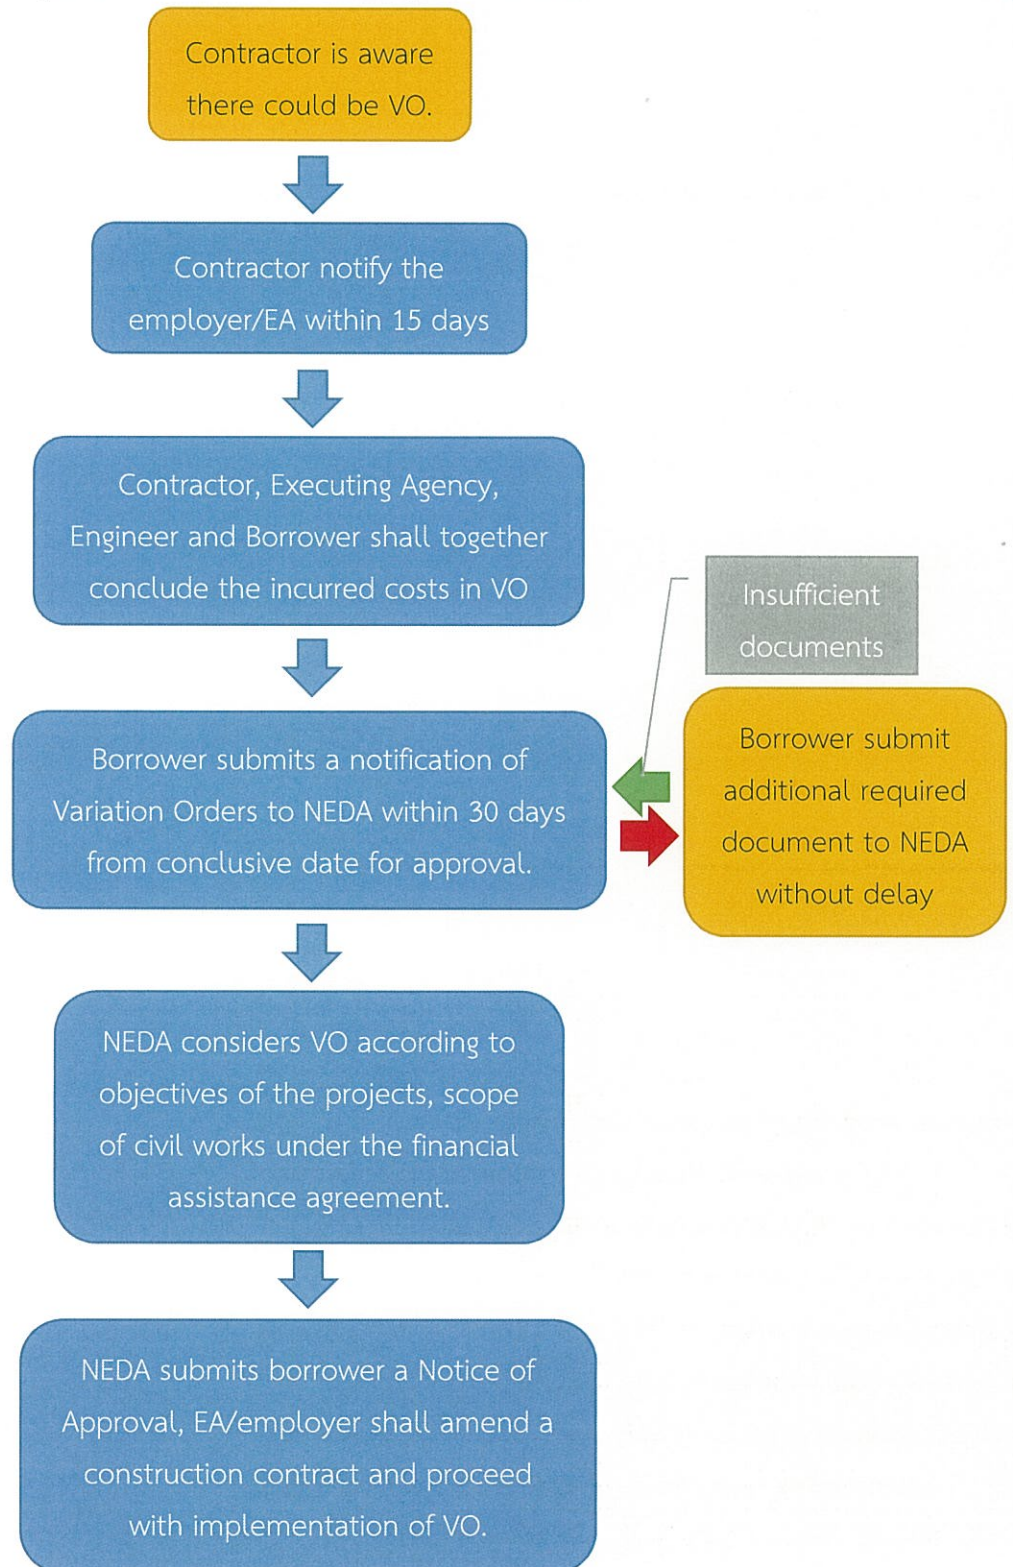 Contractor is aware
there could be VO.
Contractor notify the
employer/EA within 15 days
Contractor, Executing Agency,
Engineer and Borrower shall together
conclude the incurred costs in VO
Insufficient
documents
Borrower submits a notification of
Variation Orders to NEDA within 30 days
from conclusive date for approval.
Borrower submit
additional required
document to NEDA
without delay
NEDA considers VO according to
objectives of the projects, scope
of civil works under the financial
assistance agreement.
NEDA submits borrower a Notice of
Approval, EA/employer shall amend a
construction contract and proceed
with implementation of VO.